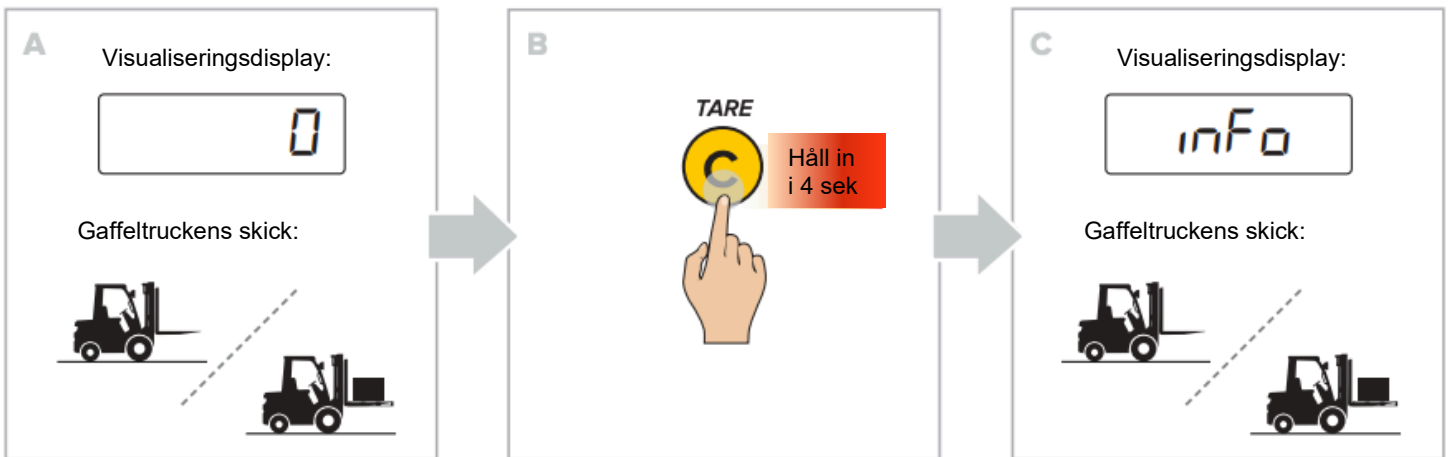 A
Visualiseringsdisplay:
0
Gaffeltruckens skick:
B
TARE
C
Håll in
i 4 sek
C
Visualiseringsdisplay:
inFo
Gaffeltruckens skick: